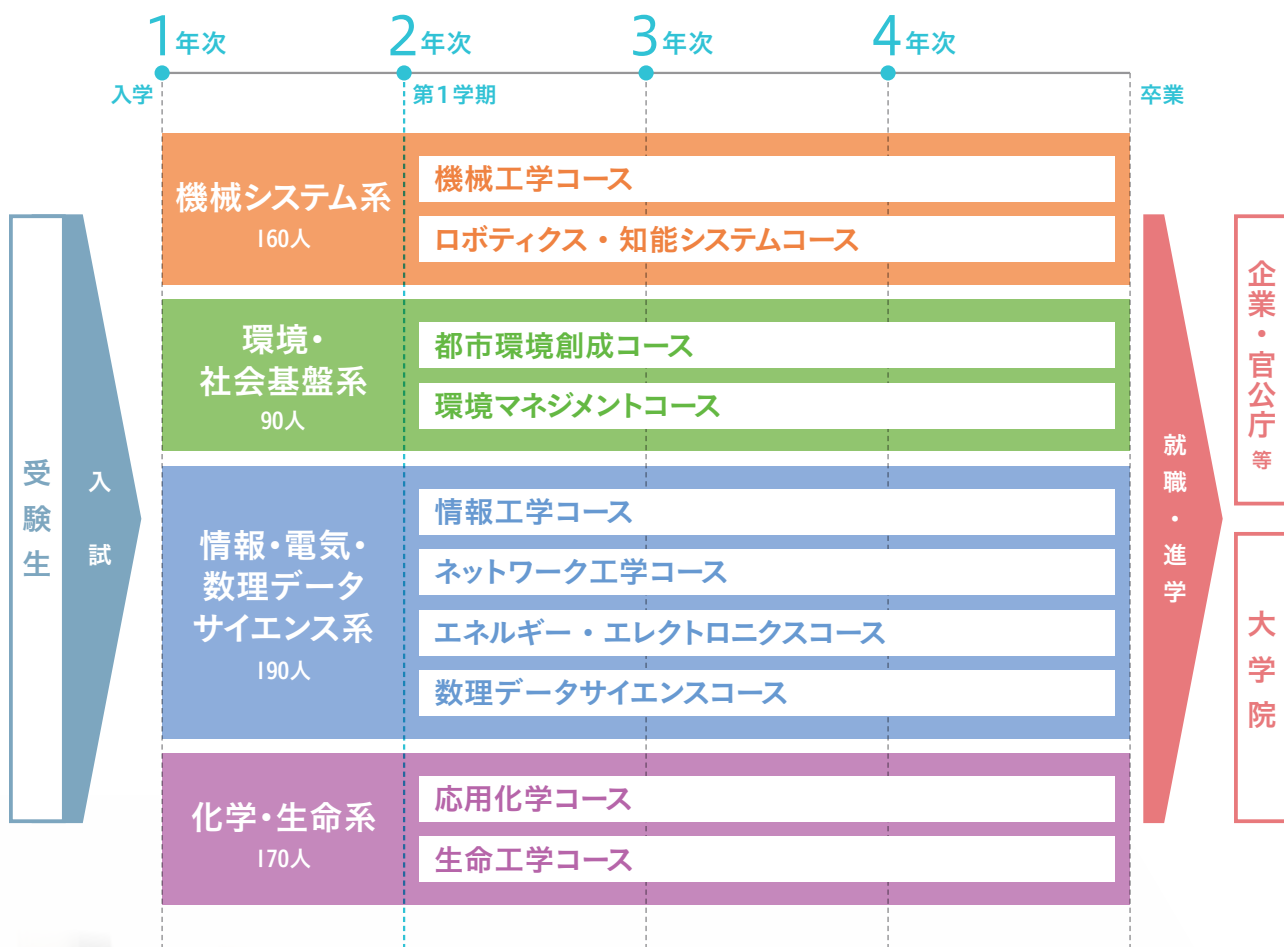 1年次
2年次
3年次
4年次
入学
第1学期
卒業
受験生
入試
機械システム系
160人
機械工学コース
ロボティクス・知能システムコース
環境・
社会基盤系
90人
都市環境創成コース
環境マネジメントコース
情報・電気・
数理データ
サイエンス系
190人
情報工学コース
ネットワーク工学コース
エネルギー・エレクトロニクスコース
数理データサイエンスコース
化学・生命系
170人
応用化学コース
生命工学コース
就職・進学
企業・官公庁等
大学院